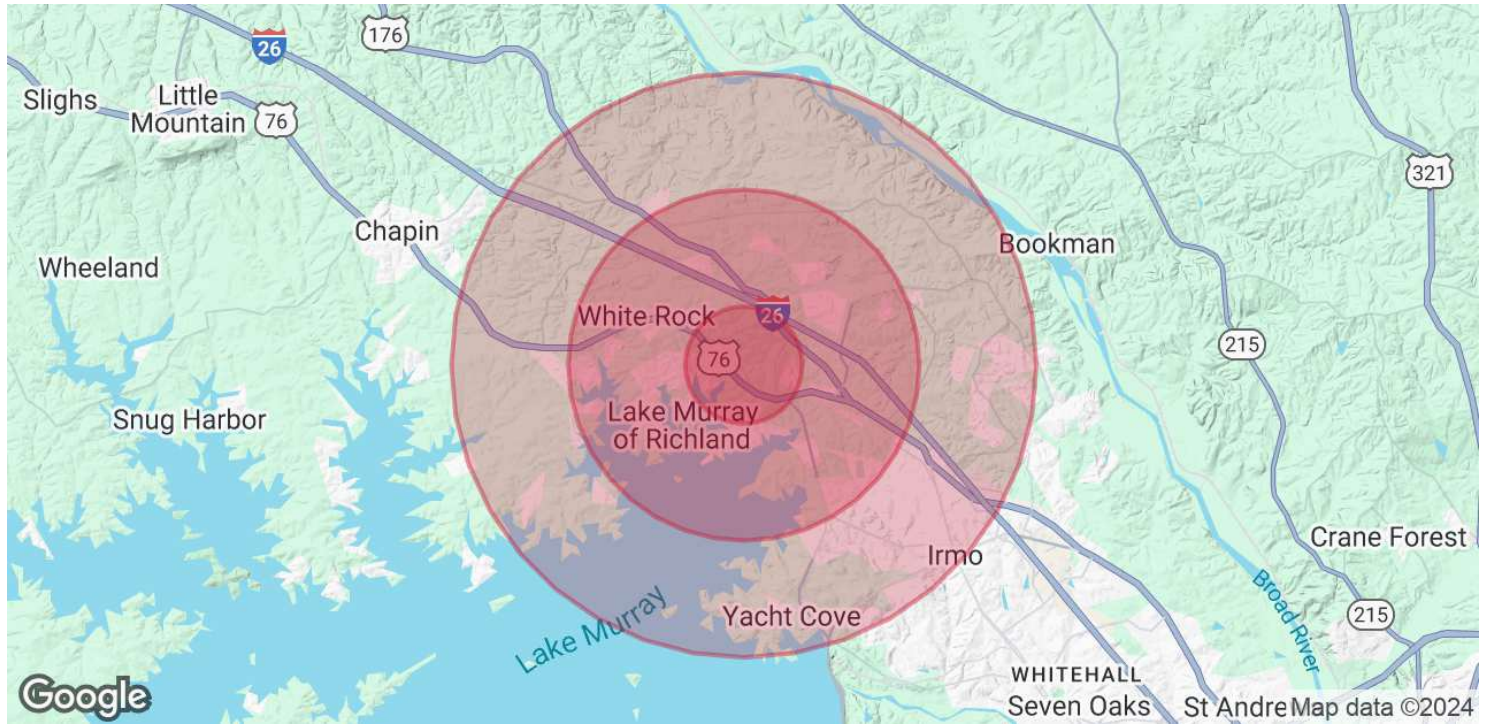 176
26
Slighs
Little
Mountain
76
321
Chapin
Bookman
Wheeland
White Rock
26
215
76
Snug Harbor
Lake Murray
of Richland
Crane Forest
Irmo
Broad River
Yacht Cove
215
Lake Murray
WHITEHALL
Seven Oaks
St Andre
Google
Map data ©2024